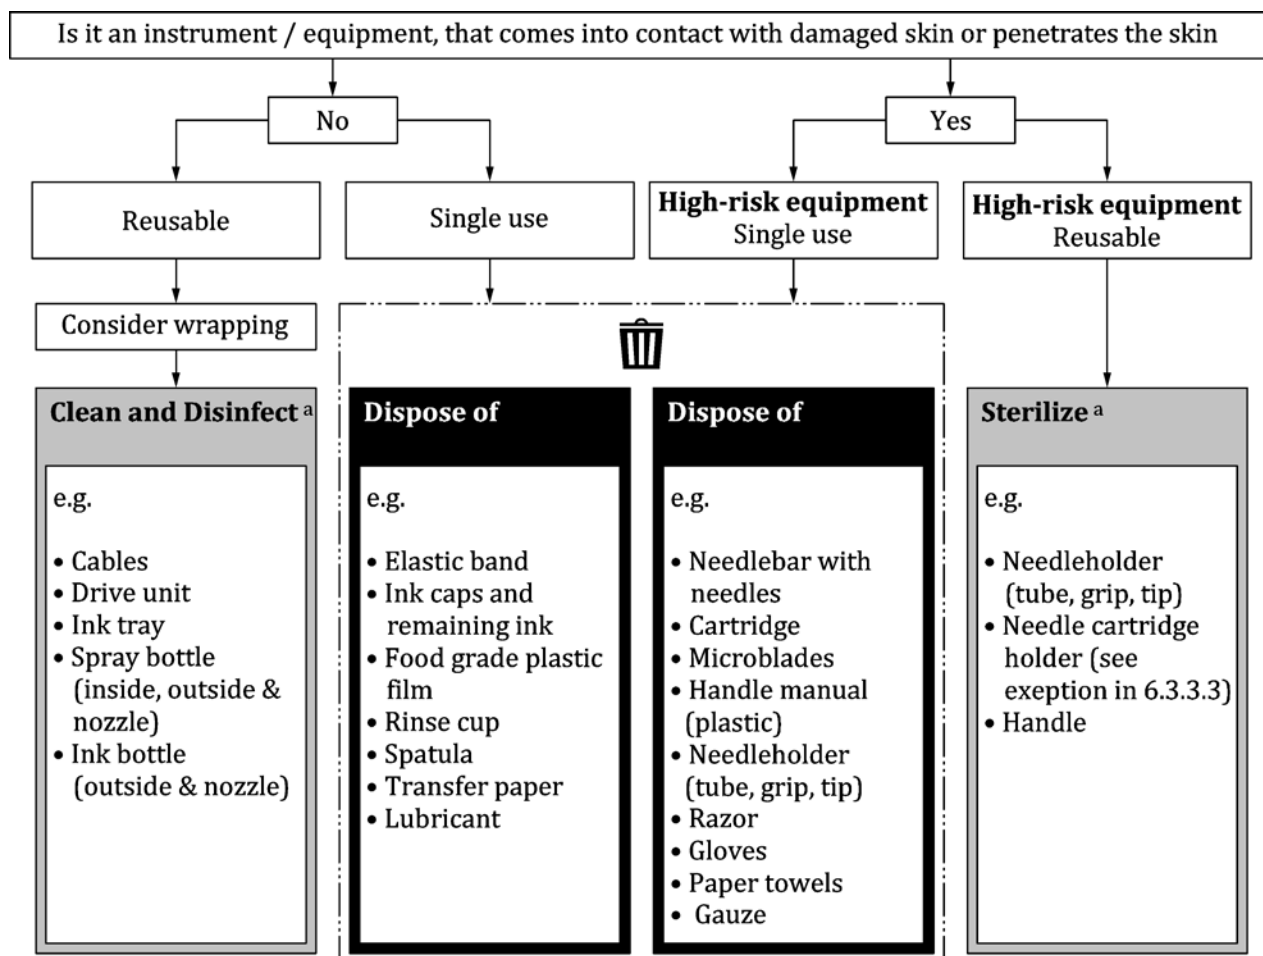 Is it an instrument / equipment, that comes into contact with damaged skin or penetrates the skin
No
Yes
Reusable
Single use
High-risk equipment
Single use
High-risk equipment
Reusable
Consider wrapping
Clean and Disinfect a
e.g.
• Cables
• Drive unit
• Ink tray
• Spray bottle
(inside, outside &
nozzle)
• Ink bottle
(outside & nozzle)
Dispose of
e.g.
• Elastic band
• Ink caps and
remaining ink
• Food grade plastic
film
• Rinse cup
• Spatula
• Transfer paper
• Lubricant
Dispose of
e.g.
• Needlebar with
needles
• Cartridge
• Microblades
• Handle manual
(plastic)
• Needleholder
(tube, grip, tip)
• Razor
• Gloves
• Paper towels
• Gauze
Sterilize a
e.g.
• Needleholder
(tube, grip, tip)
• Needle cartridge
holder (see
exeption in 6.3.3.3)
• Handle